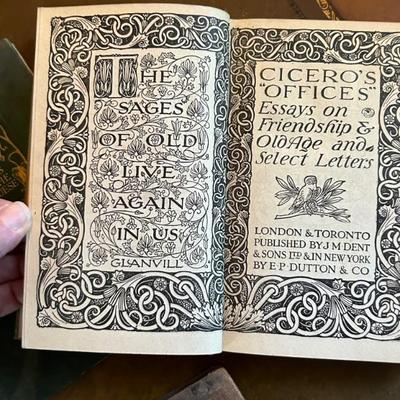 THE
SAGES
OF OLD
LIVE
AGAIN
IN US
GLANVILL
CICERO'S
"OFFICES"
Essays on
Friendship &
Old Age and
Select Letters
LONDON & TORONTO
PUBLISHED BY J M DENT
& SONS LTD & IN NEW YORK
BY E. P. DUTTON & CO